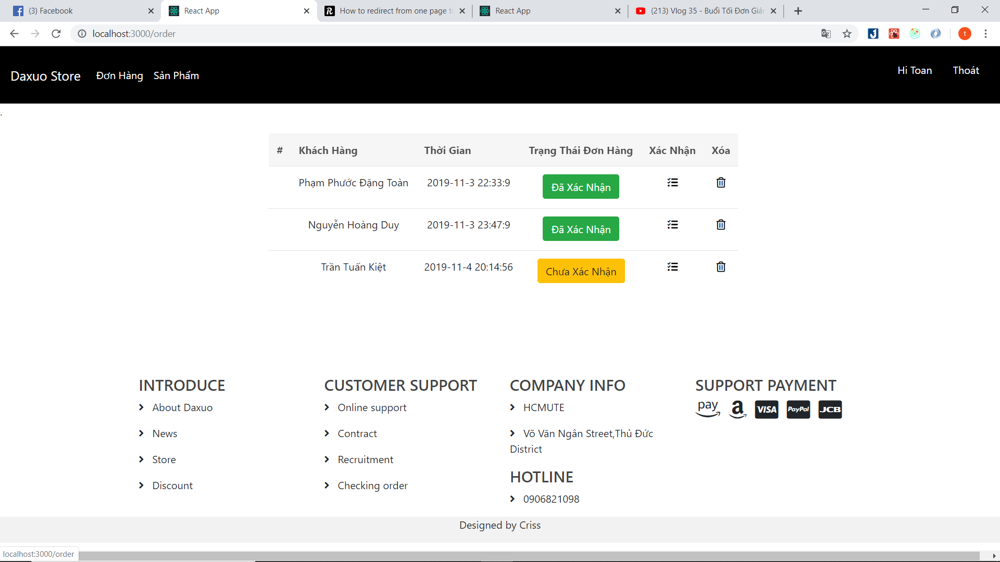 (3) Facebook
React App
How to redirect from one page to
React App
(213) Vlog 35 - Buổi Tối Đơn Giản
localhost:3000/order
t
Daxuo Store
Đơn Hàng
Sản Phẩm
Hi Toan
Thoát
.
# Khách Hàng Thời Gian Trạng Thái Đơn Hàng Xác Nhận Xóa
Phạm Phước Đặng Toàn 2019-11-3 22:33:9 Đã Xác Nhận
Nguyễn Hoàng Duy 2019-11-3 23:47:9 Đã Xác Nhận
Trần Tuấn Kiệt 2019-11-4 20:14:56 Chưa Xác Nhận
INTRODUCE
About Daxuo
News
Store
Discount
CUSTOMER SUPPORT
Online support
Contract
Recruitment
Checking order
COMPANY INFO
HCMUTE
Võ Văn Ngân Street,Thủ Đức
District
HOTLINE
0906821098
SUPPORT PAYMENT
pay a VISA PayPal JCB
Designed by Criss
localhost:3000/order